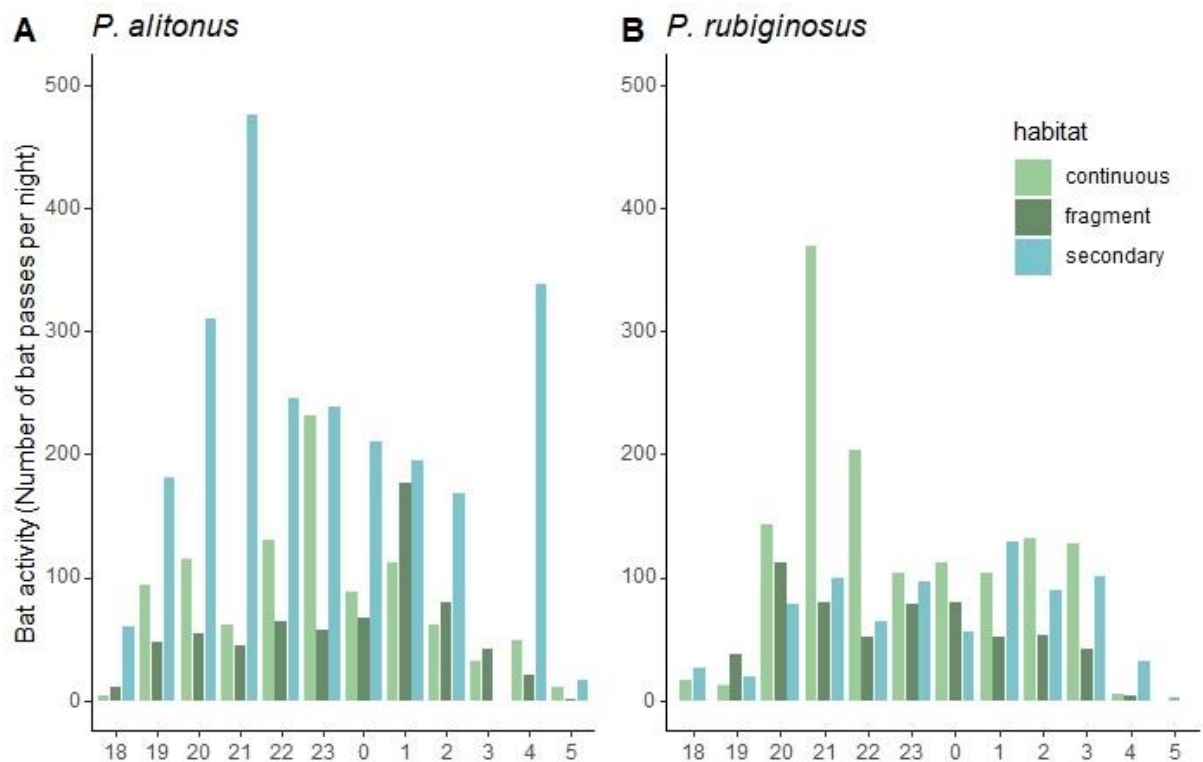 A P. alitonus
B P. rubiginosus
Bat activity (Number of bat passes per night)
500
400
300
200
100
0
18 19 20 21 22 23 0 1 2 3 4 5
500
400
300
200
100
0
18 19 20 21 22 23 0 1 2 3 4 5
habitat
continuous
fragment
secondary